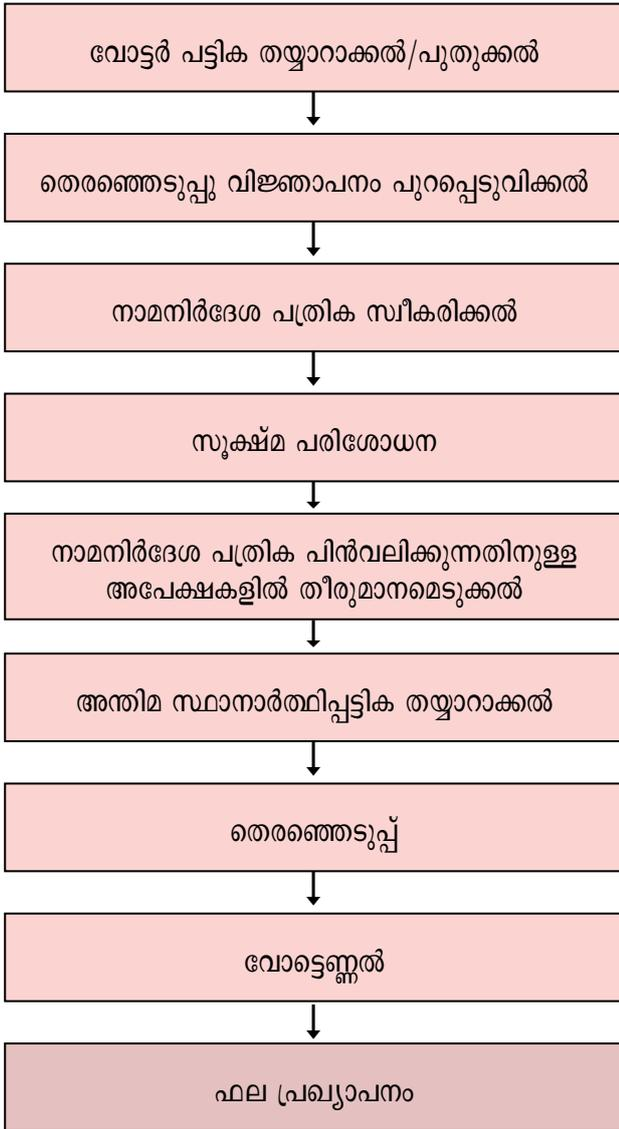 വോട്ടർ പട്ടിക തയ്യാറാക്കൽ/പുതുക്കൽ
തെരഞ്ഞെടുപ്പു വിജ്ഞാപനം പുറപ്പെടുവിക്കൽ
നാമനിർദേശ പത്രിക സ്വീകരിക്കൽ
സൂക്ഷ്മ പരിശോധന
നാമനിർദേശ പത്രിക പിൻവലിക്കുന്നതിനുള്ള
അപേക്ഷകളിൽ തീരുമാനമെടുക്കൽ
അന്തിമ സ്ഥാനാർത്ഥിപ്പട്ടിക തയ്യാറാക്കൽ
തെരഞ്ഞെടുപ്പ്
വോട്ടെണ്ണൽ
ഫല പ്രഖ്യാപനം